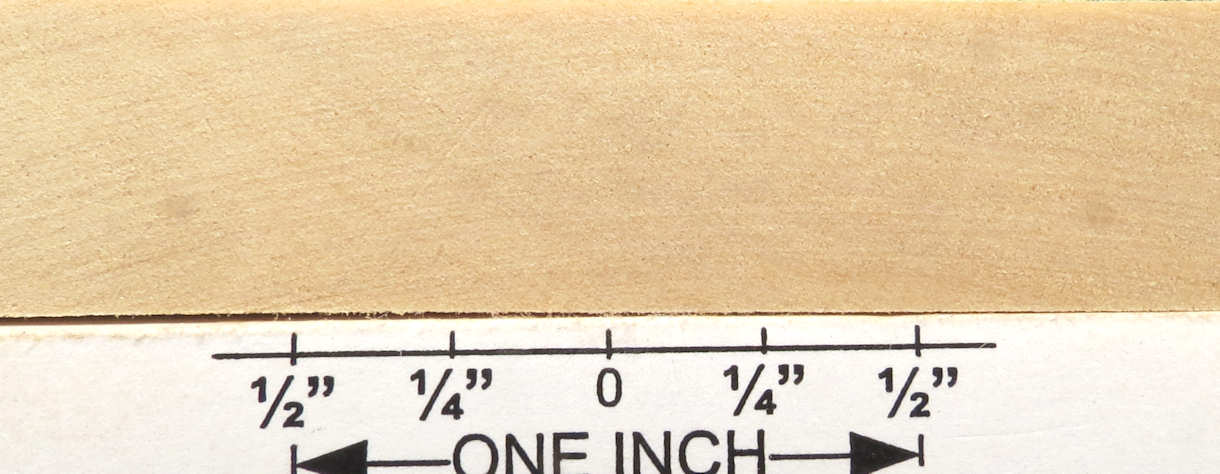 ½” ¼” 0 ¼” ½”
ONE INCH